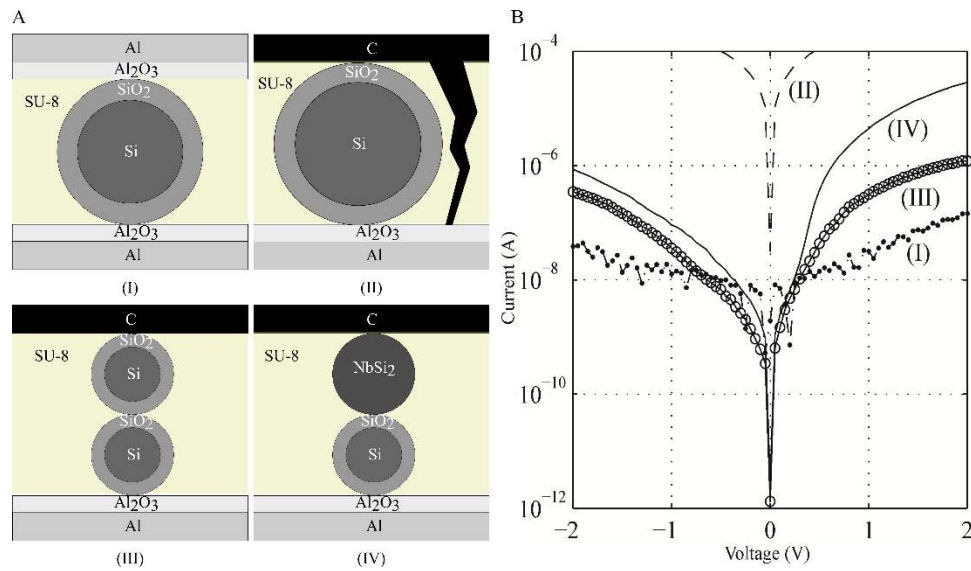 A
Al
Al2O3
SiO2
SU-8
Si
Al2O3
Al
(I)
C
SiO2
SU-8
Si
Al2O3
Al
(II)
C
SiO2
SU-8
Si
SiO2
Si
Al2O3
Al
(III)
C
SU-8
NbSi2
SiO2
Si
Al2O3
Al
(IV)
B
10-4
(II)
(IV)
10-6
(III)
(I)
10-8
10-10
10-12
Current (A)
-2 -1 0 1 2
Voltage (V)